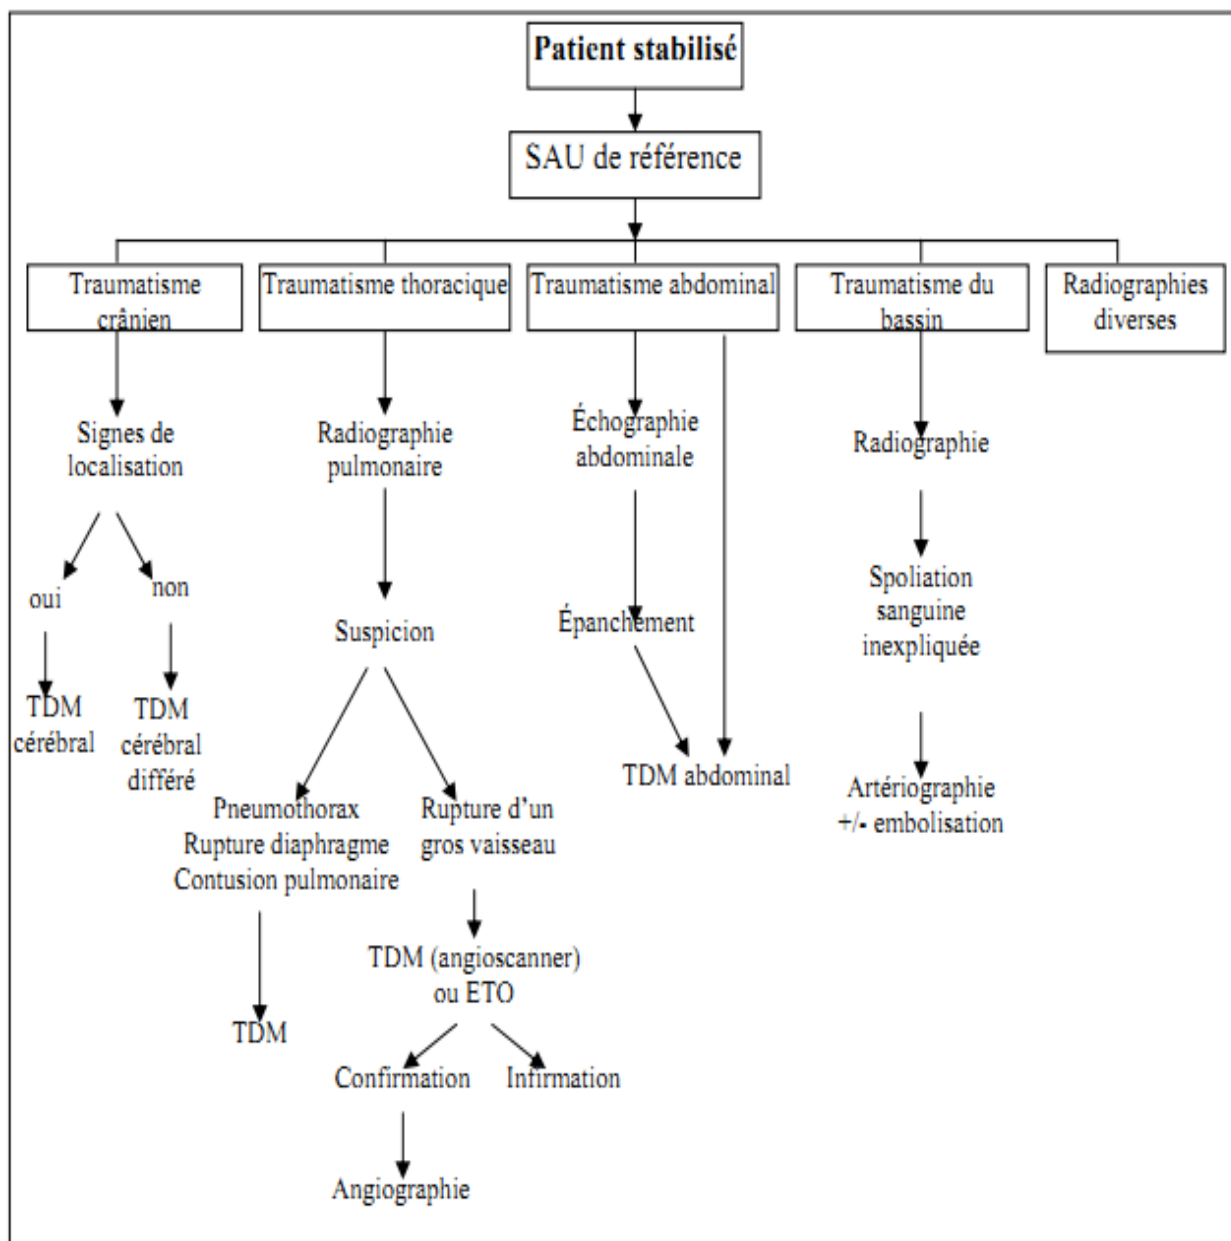 Patient stabilisé
SAU de référence
Traumatisme
crânien
Traumatisme thoracique
Traumatisme abdominal
Traumatisme du
bassin
Radiographies
diverses
Signes de
localisation
oui
non
TDM
cérébral
TDM
cérébral
différé
Radiographie
pulmonaire
Suspicion
Pneumothorax
Rupture diaphragme
Contusion pulmonaire
TDM
Rupture d’un
gros vaisseau
TDM (angioscanner)
ou ETO
Confirmation
Infirmation
Angiographie
Échographie
abdominale
Épanchement
TDM abdominal
Radiographie
Spoliation
sanguine
inexpliquée
Artériographie
+/- embolisation